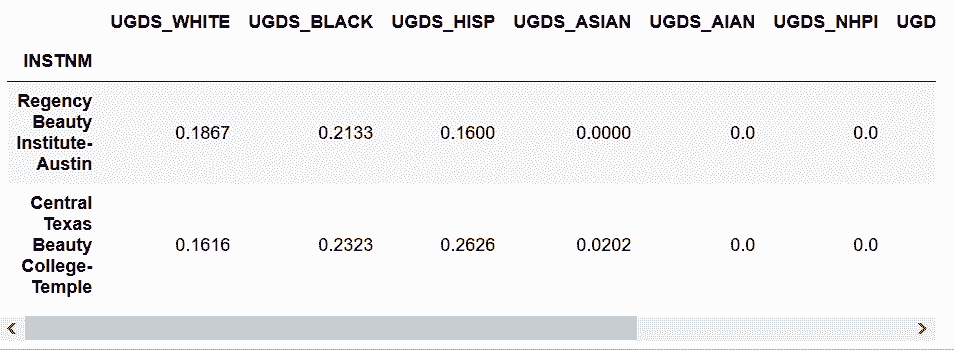 UGDS_WHITE UGDS_BLACK UGDS_HISP UGDS_ASIAN UGDS_AIAN UGDS_NHPI UGD
INSTNM
Regency
Beauty
Institute-
Austin
0.1867 0.2133 0.1600 0.0000 0.0 0.0
Central
Texas
Beauty
College-
Temple
0.1616 0.2323 0.2626 0.0202 0.0 0.0